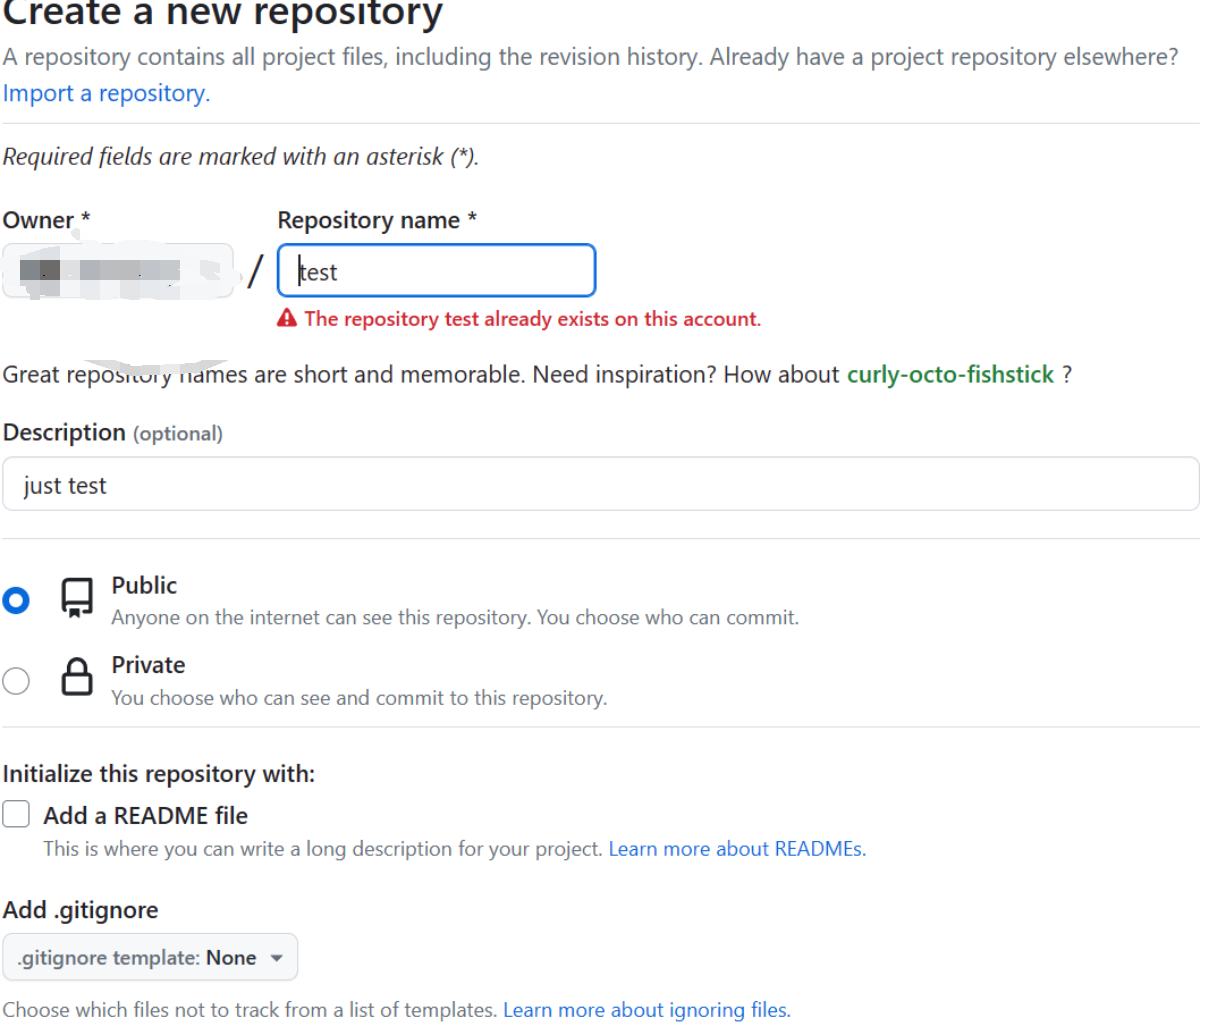 Create a new repository
A repository contains all project files, including the revision history. Already have a project repository elsewhere?
Import a repository.
Required fields are marked with an asterisk (*).
Owner * Repository name *
/ test
The repository test already exists on this account.
Great repository names are short and memorable. Need inspiration? How about curly-octo-fishstick ?
Description (optional)
just test
Public
Anyone on the internet can see this repository. You choose who can commit.
Private
You choose who can see and commit to this repository.
Initialize this repository with:
Add a README file
This is where you can write a long description for your project. Learn more about READMEs.
Add .gitignore
.gitignore template: None
Choose which files not to track from a list of templates. Learn more about ignoring files.